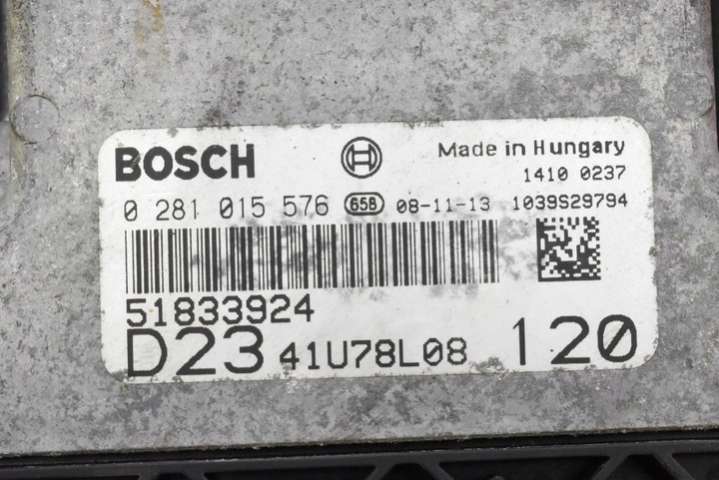 BOSCH Made in Hungary
1410 0237
0 281 015 576 658 08-11-13 1039S29794
51833924
D23 41U78L08 120